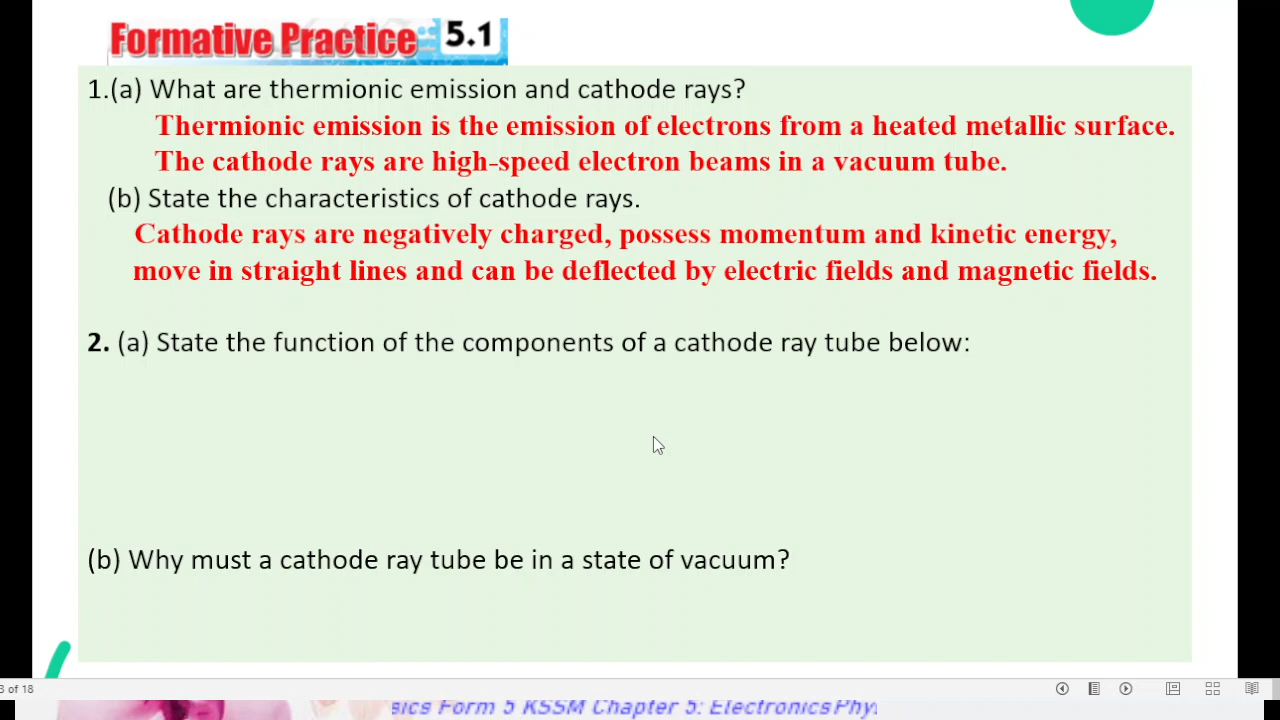 Formative Practice 5.1
1.(a) What are thermionic emission and cathode rays?
Thermionic emission is the emission of electrons from a heated metallic surface.
The cathode rays are high-speed electron beams in a vacuum tube.
(b) State the characteristics of cathode rays.
Cathode rays are negatively charged, possess momentum and kinetic energy,
move in straight lines and can be deflected by electric fields and magnetic fields.
2. (a) State the function of the components of a cathode ray tube below:
(b) Why must a cathode ray tube be in a state of vacuum?
3 of 18
sics Form 5 KSSM Chapter 5: Electronics Phy